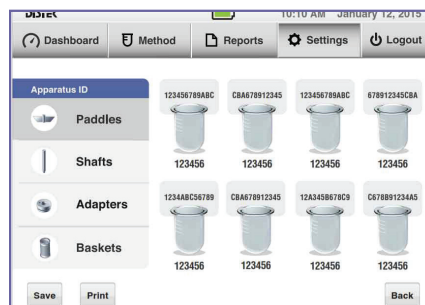 DISTEK
10:10 AM January 12, 2015
Dashboard Method Reports Settings Logout
Apparatus ID
Paddles
Shafts
Adapters
Baskets
123456789ABC CBA678912345 123456789ABC 678912345CBA
123456 123456 123456 123456
1234ABC56789 CBA678912345 12A345B678C9 C678B91234A5
123456 123456 123456 123456
Save Print Back